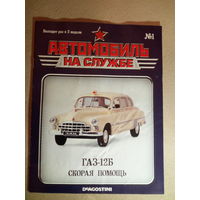 Выходит раз в 2 недели
№1
АВТОМОБИЛЬ
НА СЛУЖБЕ
ГАЗ-12Б
СКОРАЯ ПОМОЩЬ
DeAGOSTINI